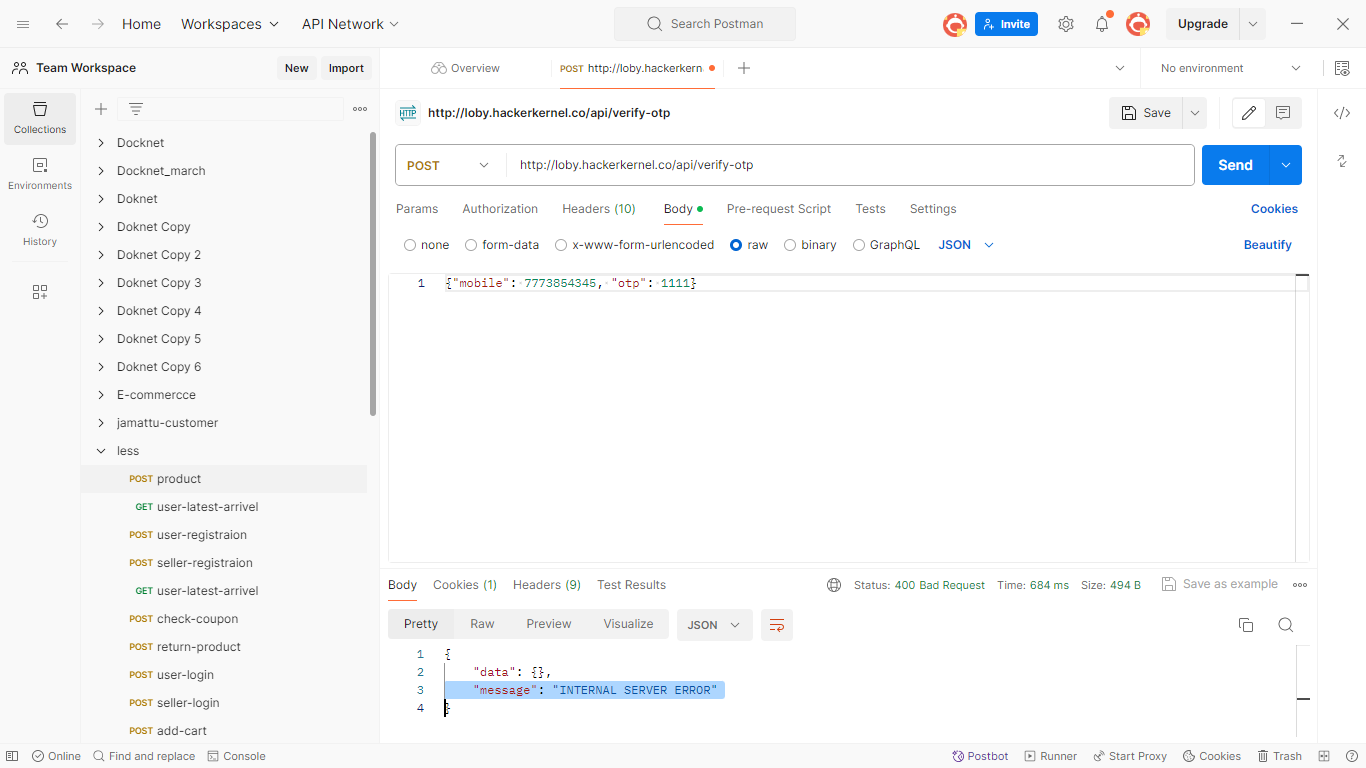 Home Workspaces API Network Search Postman Invite Upgrade
Team Workspace New Import Overview POST http://loby.hackerkern No environment
Collections
Environments
History
Docknet
Docknet_march
Doknet
Doknet Copy
Doknet Copy 2
Doknet Copy 3
Doknet Copy 4
Doknet Copy 5
Doknet Copy 6
E-commercce
jamattu-customer
less
POST product
GET user-latest-arrivel
POST user-registraion
POST seller-registraion
GET user-latest-arrivel
POST check-coupon
POST return-product
POST user-login
POST seller-login
POST add-cart
HTTP http://loby.hackerkernel.co/api/verify-otp Save
POST http://loby.hackerkernel.co/api/verify-otp Send
Params Authorization Headers (10) Body Pre-request Script Tests Settings Cookies
none form-data x-www-form-urlencoded raw binary GraphQL JSON Beautify
1 {"mobile": 7773854345, "otp": 1111}
Body Cookies (1) Headers (9) Test Results Status: 400 Bad Request Time: 684 ms Size: 494 B Save as example
Pretty Raw Preview Visualize JSON
1 {
2 "data": {},
3 "message": "INTERNAL SERVER ERROR"
4 }
Online Find and replace Console Postbot Runner Start Proxy Cookies Trash